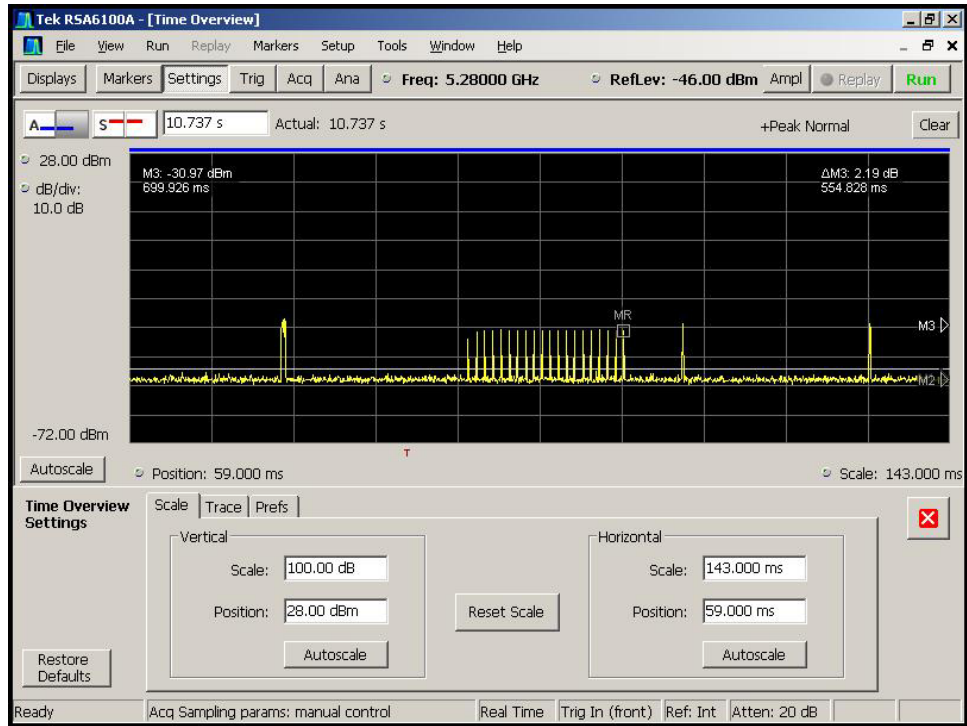 Tek RSA6100A - [Time Overview]
File View Run Replay Markers Setup Tools Window Help
Displays Markers Settings Trig Acq Ana Freq: 5.28000 GHz RefLev: -46.00 dBm Ampl Replay Run
A S 10.737 s Actual: 10.737 s +Peak Normal Clear
28.00 dBm
dB/div:
10.0 dB
M3: -30.97 dBm
699.926 ms
ΔM3: 2.19 dB
554.828 ms
MR
M3
M2
-72.00 dBm
T
Autoscale Position: 59.000 ms Scale: 143.000 ms
Time Overview Settings
Scale Trace Prefs
Vertical
Scale: 100.00 dB
Position: 28.00 dBm
Autoscale
Reset Scale
Horizontal
Scale: 143.000 ms
Position: 59.000 ms
Autoscale
Restore Defaults
Ready Acq Sampling params: manual control Real Time Trig In (front) Ref: Int Atten: 20 dB